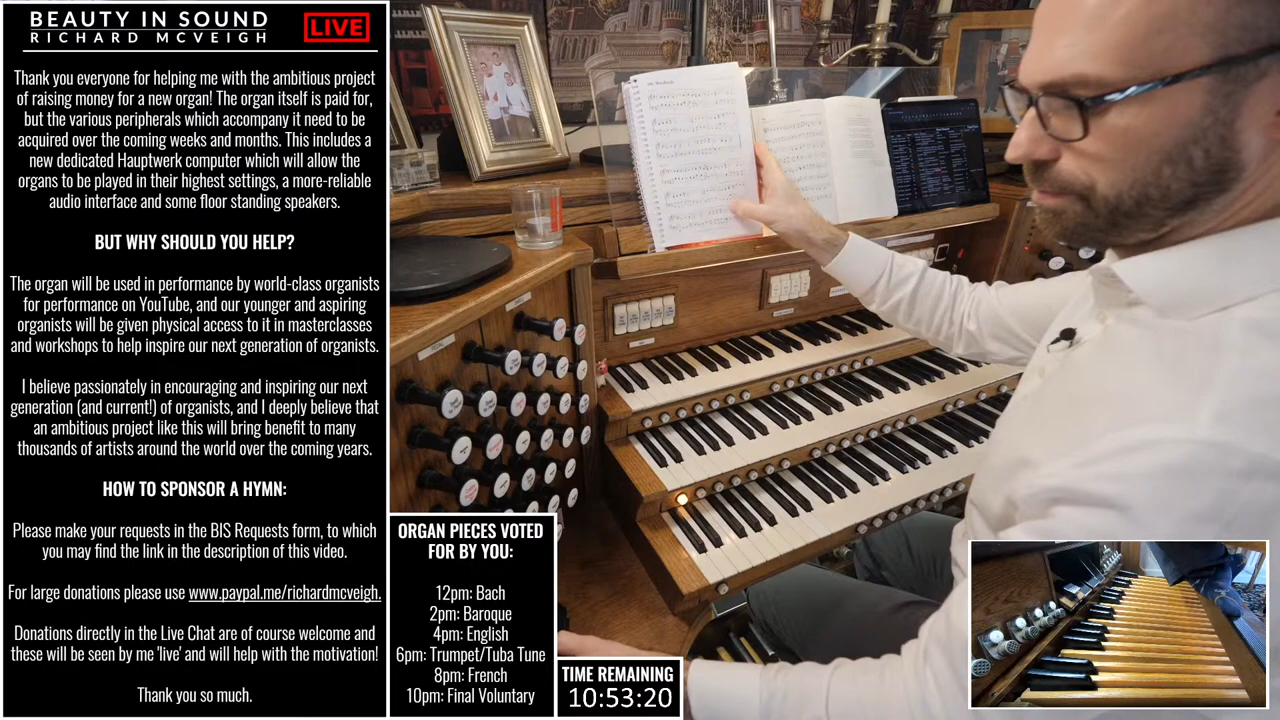 BEAUTY IN SOUND
RICHARD MCVEIGH
LIVE
Thank you everyone for helping me with the ambitious project
of raising money for a new organ! The organ itself is paid for,
but the various peripherals which accompany it need to be
acquired over the coming weeks and months. This includes a
new dedicated Hauptwerk computer which will allow the
organs to be played in their highest settings, a more-reliable
audio interface and some floor standing speakers.
BUT WHY SHOULD YOU HELP?
The organ will be used in performance by world-class organists
for performance on YouTube, and our younger and aspiring
organists will be given physical access to it in masterclasses
and workshops to help inspire our next generation of organists.
I believe passionately in encouraging and inspiring our next
generation (and current!) of organists, and I deeply believe that
an ambitious project like this will bring benefit to many
thousands of artists around the world over the coming years.
HOW TO SPONSOR A HYMN:
Please make your requests in the BIS Requests form, to which
you may find the link in the description of this video.
For large donations please use www.paypal.me/richardmcveigh.
Donations directly in the Live Chat are of course welcome and
these will be seen by me 'live' and will help with the motivation!
Thank you so much.
ORGAN PIECES VOTED
FOR BY YOU:
12pm: Bach
2pm: Baroque
4pm: English
6pm: Trumpet/Tuba Tune
8pm: French
10pm: Final Voluntary
TIME REMAINING
10:53:20